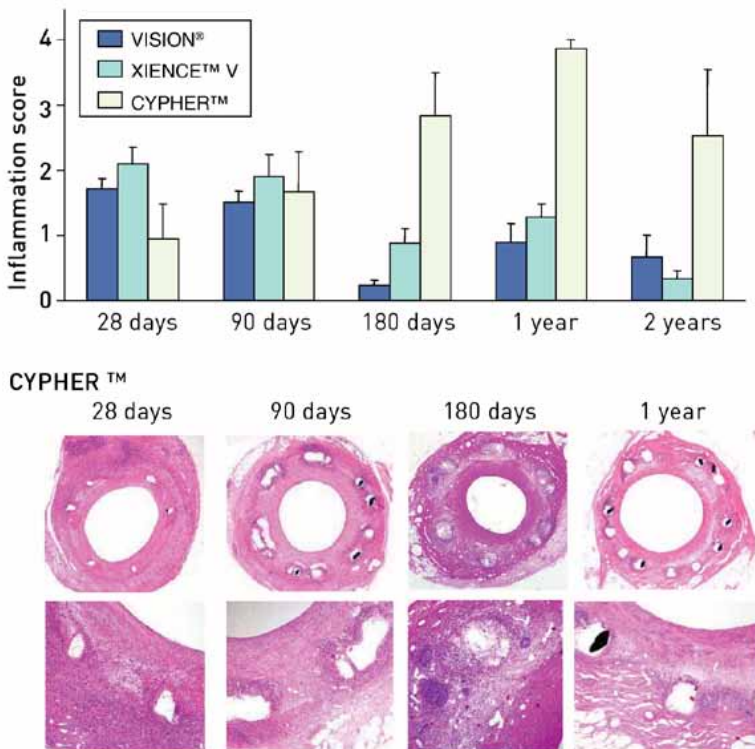 Inflammation score
4
3
2
1
0
VISION®
XIENCE™ V
CYPHER™
28 days 90 days 180 days 1 year 2 years
CYPHER ™
28 days 90 days 180 days 1 year